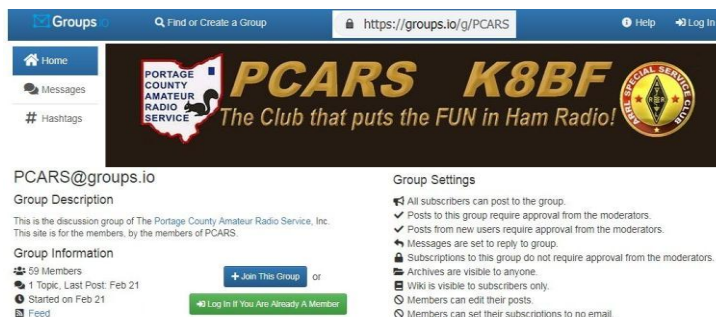 Groups.io
Find or Create a Group
https://groups.io/g/PCARS
Help
Log In
Home
Messages
# Hashtags
PORTAGE
COUNTY
AMATEUR
RADIO
SERVICE
PCARS K8BF
The Club that puts the FUN in Ham Radio!
SPECIAL SERVICE
CLUB
ARRL
PCARS@groups.io
Group Description
This is the discussion group of The Portage County Amateur Radio Service, Inc.
This site is for the members, by the members of PCARS.
Group Information
59 Members
1 Topic, Last Post: Feb 21
Started on Feb 21
Feed
+ Join This Group or
Log In If You Are Already A Member
Group Settings
All subscribers can post to the group.
Posts to this group require approval from the moderators.
Posts from new users require approval from the moderators.
Messages are set to reply to group.
Subscriptions to this group do not require approval from the moderators.
Archives are visible to anyone.
Wiki is visible to subscribers only.
Members can edit their posts.
Members can set their subscriptions to no email.